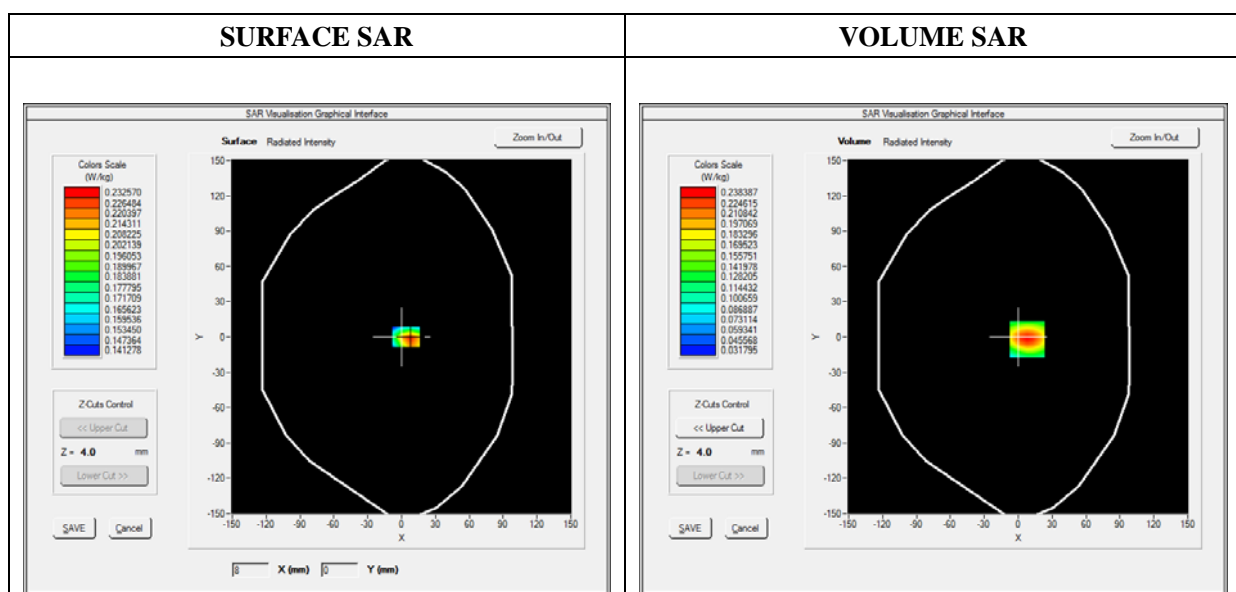 SURFACE SAR
VOLUME SAR
SAR Visualisation Graphical Interface
Surface Radiated Intensity
Zoom In/Out
Colors Scale
(W/kg)
0.232570
0.226484
0.220397
0.214311
0.208225
0.202139
0.196053
0.189967
0.183881
0.177795
0.171709
0.165623
0.159536
0.153450
0.147364
0.141278
Z-Cuts Control
<< Upper Cut
Z = 4.0 mm
Lower Cut >>
SAVE
Cancel
150
120
90
60
30
Y 0
-30
-60
-90
-120
-150
-150 -120 -90 -60 -30 0 30 60 90 120 150
X
8 X (mm) 0 Y (mm)
SAR Visualisation Graphical Interface
Volume Radiated Intensity
Zoom In/Out
Colors Scale
(W/kg)
0.238387
0.224615
0.210842
0.197069
0.183296
0.169523
0.155751
0.141978
0.128205
0.114432
0.100659
0.086887
0.073114
0.059341
0.045568
0.031795
Z-Cuts Control
<< Upper Cut
Z = 4.0 mm
Lower Cut >>
SAVE
Cancel
150
120
90
60
30
Y 0
-30
-60
-90
-120
-150
-150 -120 -90 -60 -30 0 30 60 90 120 150
X